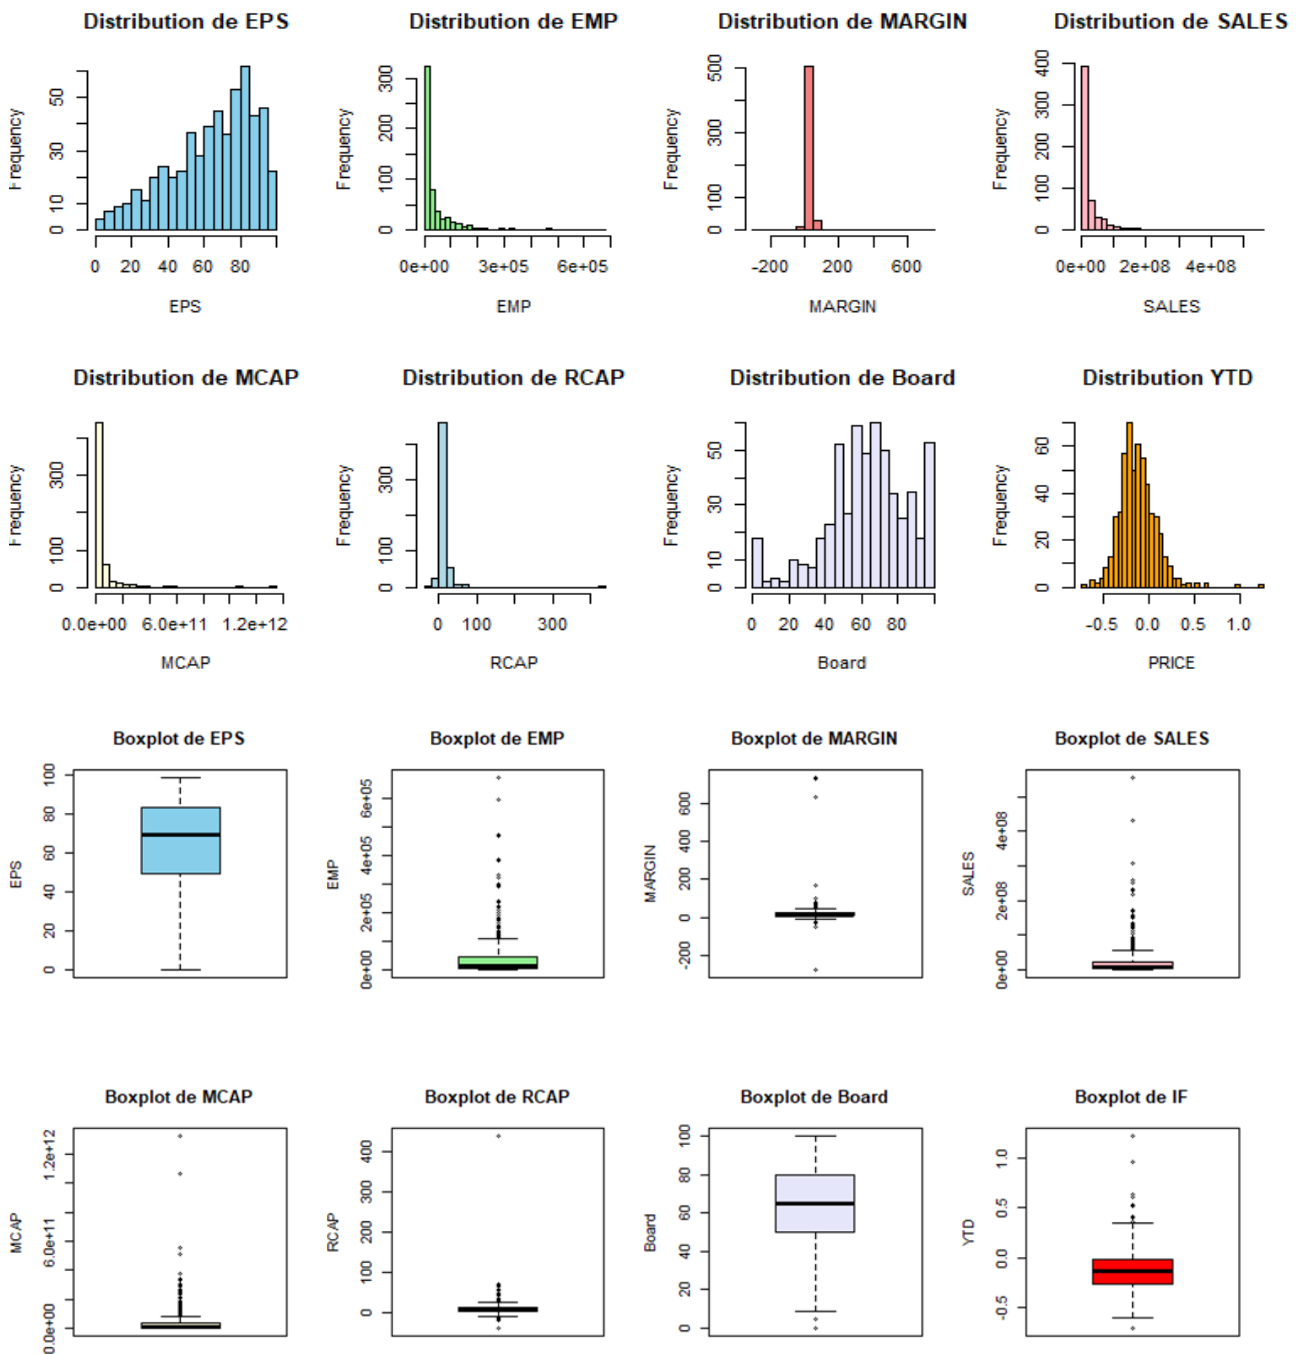 Distribution de EPS Distribution de EMP Distribution de MARGIN Distribution de SALES
Frequency Frequency Frequency Frequency
10 30 50
0 100 200 300
0 100 300 500
0 100 200 300 400
0 20 40 60 80 0e+00 3e+05 6e+05 -200 200 600 0e+00 2e+08 4e+08
EPS EMP MARGIN SALES
Distribution de MCAP Distribution de RCAP Distribution de Board Distribution YTD
Frequency Frequency Frequency Frequency
0 100 300
0 100 300
0 10 30 50
0 20 40 60
0.0e+00 6.0e+11 1.2e+12 0 100 300 0 20 40 60 80 -0.5 0.0 0.5 1.0
MCAP RCAP Board PRICE
Boxplot de EPS Boxplot de EMP Boxplot de MARGIN Boxplot de SALES
EPS EMP MARGIN SALES
0 20 40 60 80 100
0e+00 2e+05 4e+05 6e+05
-200 0 200 400 600
0e+00 2e+08 4e+08
Boxplot de MCAP Boxplot de RCAP Boxplot de Board Boxplot de IF
MCAP RCAP Board YTD
0.0e+00 6.0e+11 1.2e+12
0 100 200 300 400
0 20 40 60 80 100
-0.5 0.0 0.5 1.0